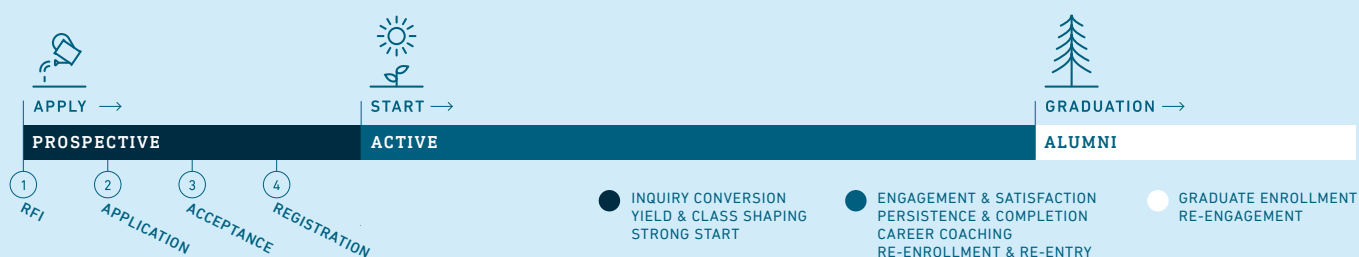 APPLY →
START →
GRADUATION →
PROSPECTIVE
ACTIVE
ALUMNI
1
RFI
2
APPLICATION
3
ACCEPTANCE
4
REGISTRATION
INQUIRY CONVERSION
YIELD & CLASS SHAPING
STRONG START
ENGAGEMENT & SATISFACTION
PERSISTENCE & COMPLETION
CAREER COACHING
RE-ENROLLMENT & RE-ENTRY
GRADUATE ENROLLMENT
RE-ENGAGEMENT